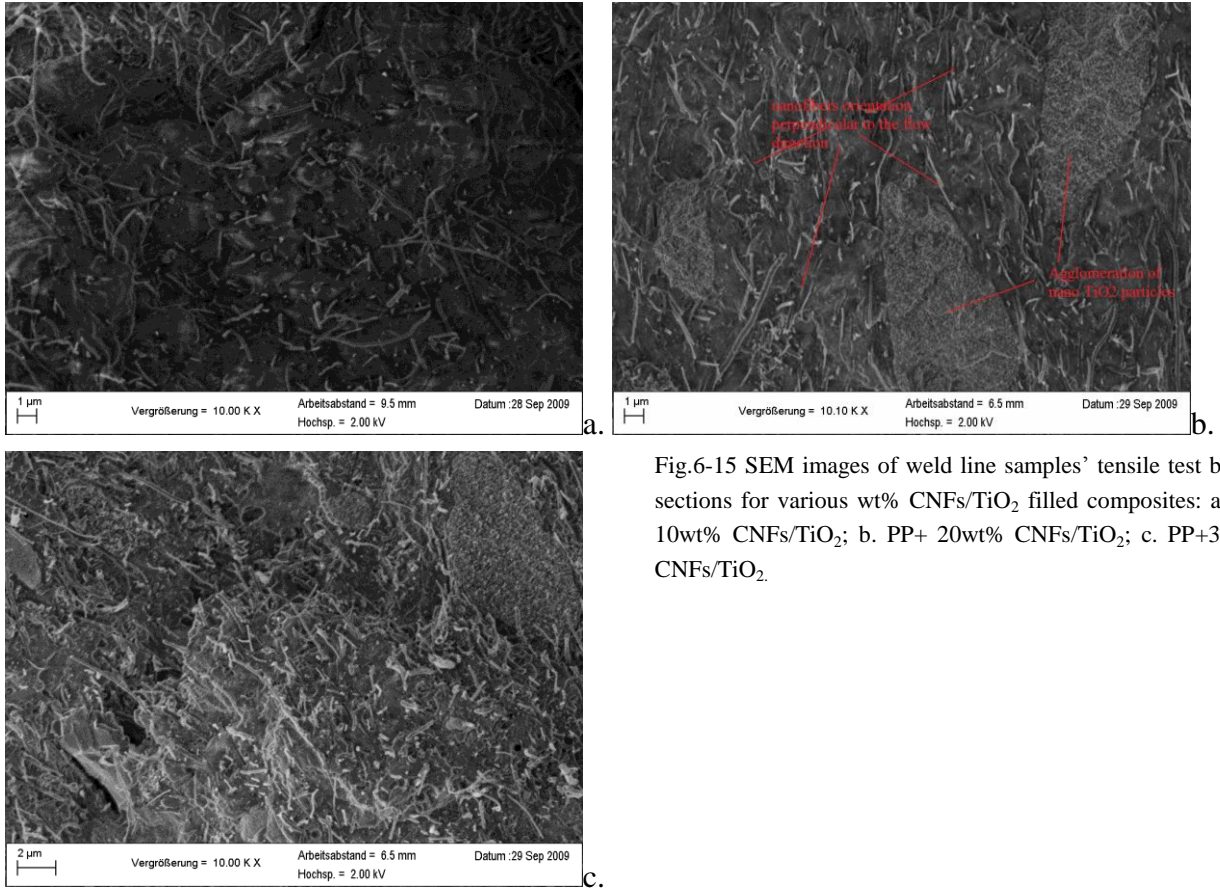 nanofibers orientation
perpendicular to the flow
direction
Agglomeration of
nano TiO2 particles
1 µm
Vergrößerung = 10.00 K X
Arbeitsabstand = 9.5 mm
Hochsp. = 2.00 kV
Datum :28 Sep 2009
a.
1 µm
Vergrößerung = 10.10 K X
Arbeitsabstand = 6.5 mm
Hochsp. = 2.00 kV
Datum :29 Sep 2009
b.
Fig.6-15 SEM images of weld line samples’ tensile test b
sections for various wt% CNFs/TiO₂ filled composites: a
10wt% CNFs/TiO₂; b. PP+ 20wt% CNFs/TiO₂; c. PP+3
CNFs/TiO₂.
2 µm
Vergrößerung = 10.00 K X
Arbeitsabstand = 6.5 mm
Hochsp. = 2.00 kV
Datum :29 Sep 2009
c.